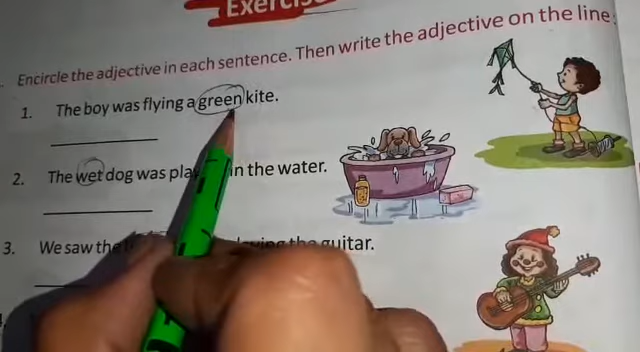 Exercise
Encircle the adjective in each sentence. Then write the adjective on the line
1. The boy was flying a green kite.
2. The wet dog was in the water.
3. We saw the the guitar.